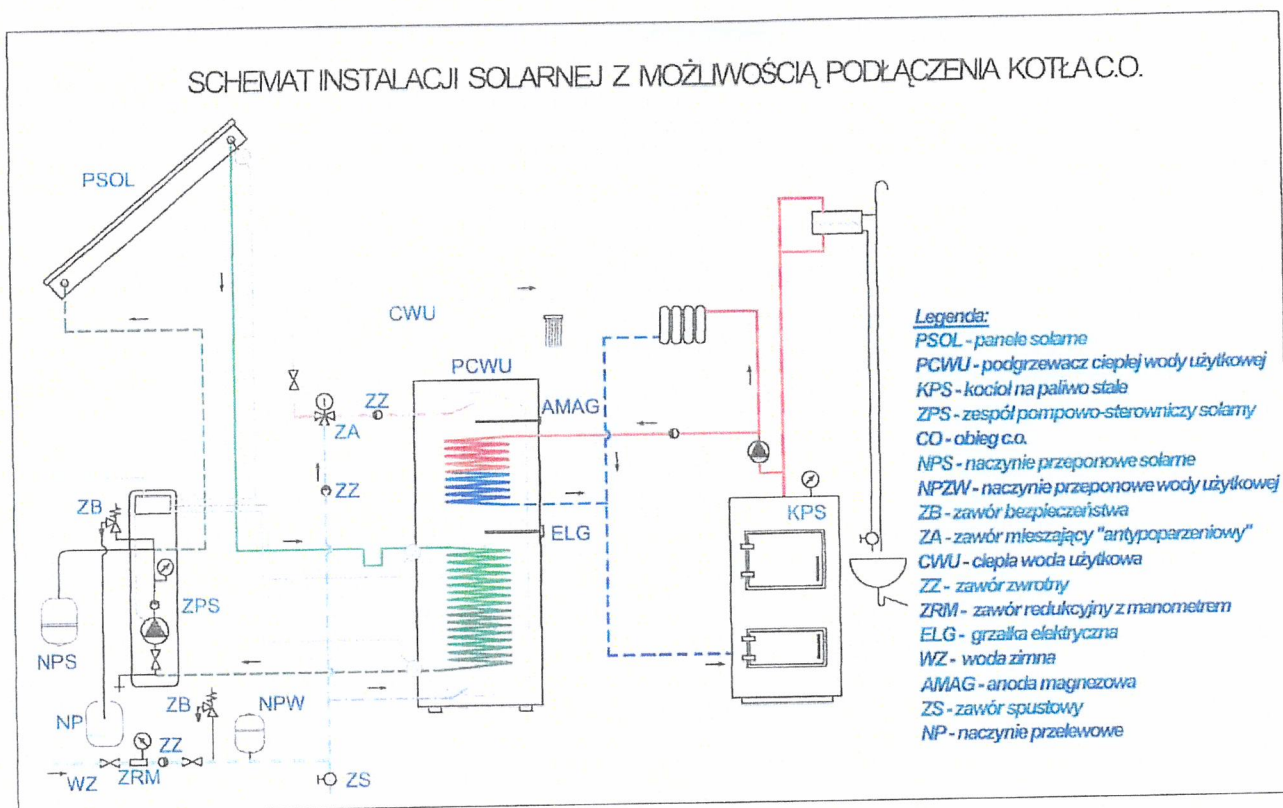 SCHEMAT INSTALACJI SOLARNEJ Z MOŻLIWOŚCIĄ PODŁĄCZENIA KOTŁA C.O.
PSOL
CWU
PCWU
ZZ
AMAG
ZA
ZZ
ZB
ELG
KPS
ZPS
NPS
NP
ZB
NPW
ZZ
WZ
ZRM
ZS
Legenda:
PSOL - panele solarne
PCWU - podgrzewacz ciepłej wody użytkowej
KPS - kocioł na paliwo stałe
ZPS - zespół pompowo-sterowniczy solarny
CO - obieg c.o.
NPS - naczynie przeponowe solarne
NPZW - naczynie przeponowe wody użytkowej
ZB - zawór bezpieczeństwa
ZA - zawór mieszający "antypoparzeniowy"
CWU - ciepła woda użytkowa
ZZ - zawór zwrotny
ZRM - zawór redukcyjny z manometrem
ELG - grzałka elektryczna
WZ - woda zimna
AMAG - anoda magnezowa
ZS - zawór spustowy
NP - naczynie przelewowe